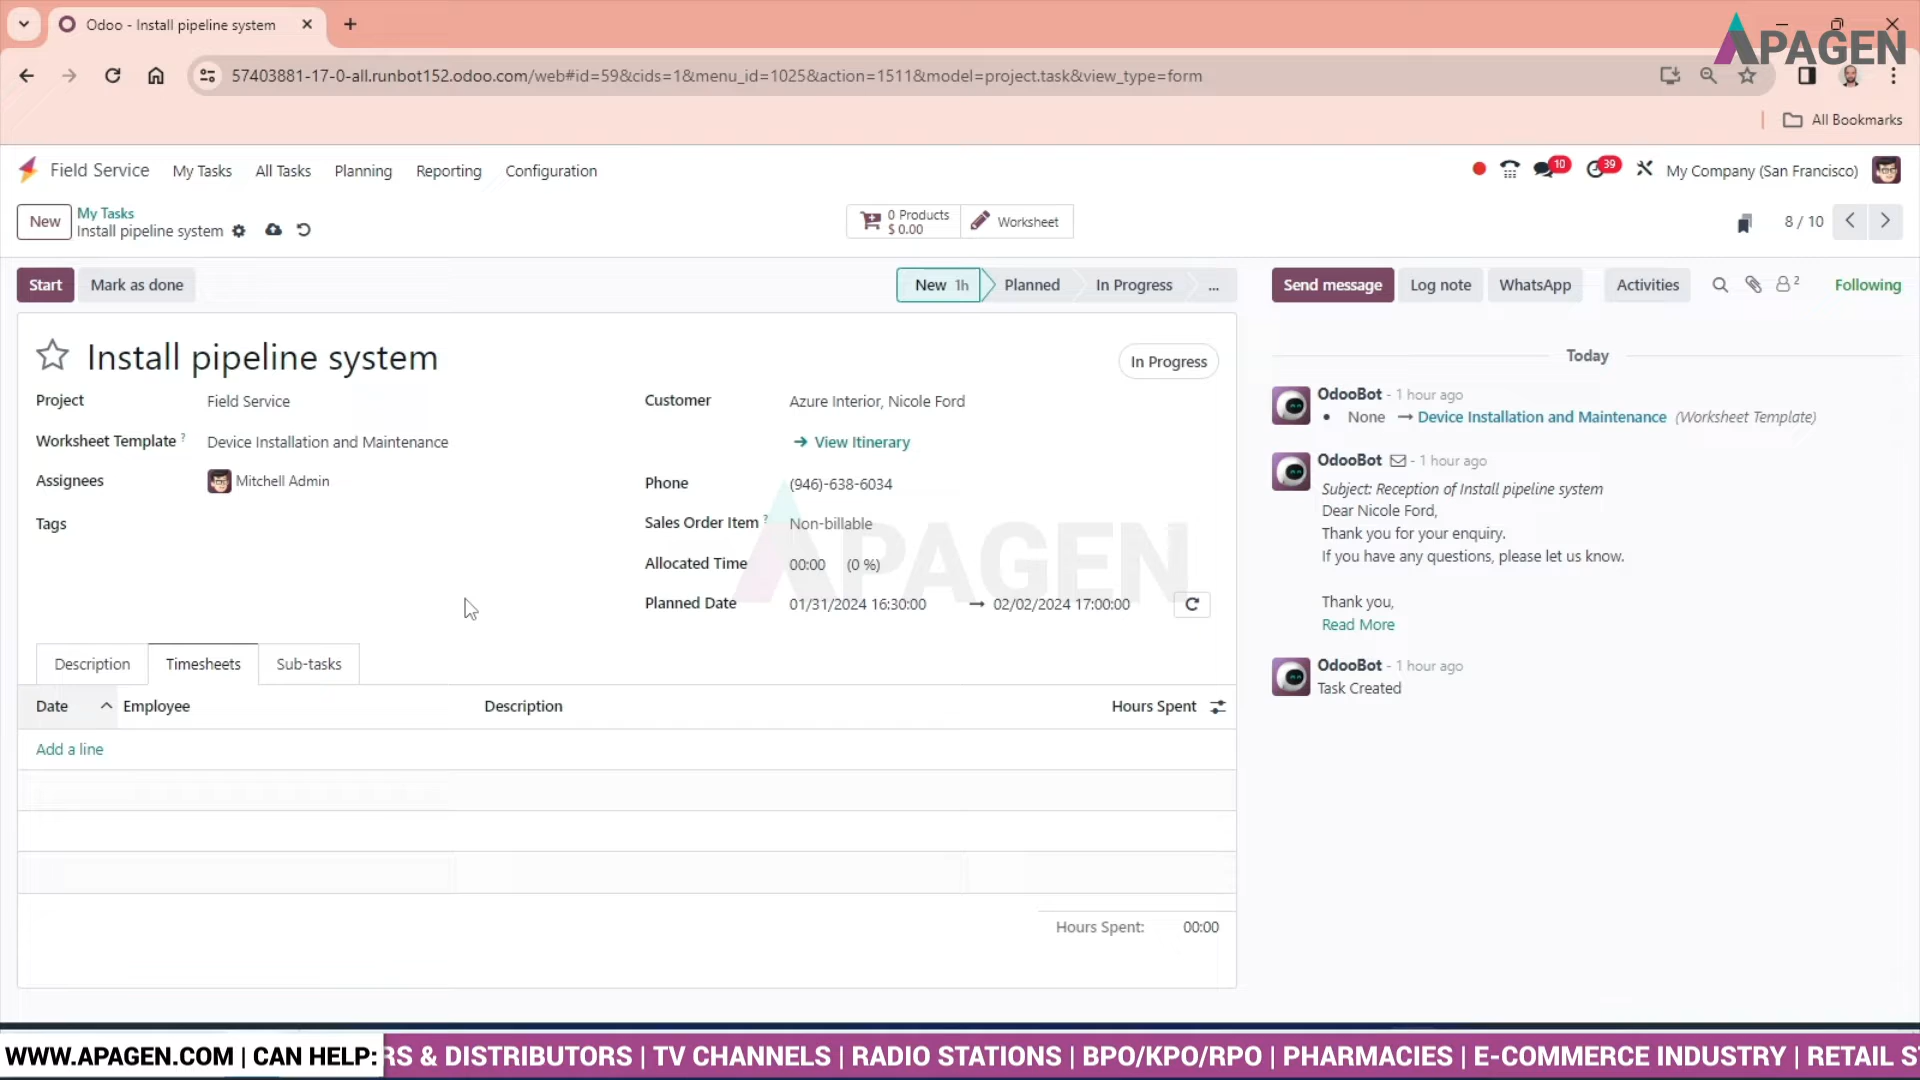 Odoo - Install pipeline system
APAGEN
57403881-17-0-all.runbot152.odoo.com/web#id=59&cids=1&menu_id=1025&action=1511&model=project.task&view_type=form
All Bookmarks
Field Service My Tasks All Tasks Planning Reporting Configuration
10 39 My Company (San Francisco)
New My Tasks
Install pipeline system
0 Products
$ 0.00
Worksheet
8 / 10
Start Mark as done
New 1h Planned In Progress ...
Send message Log note WhatsApp Activities 2 Following
Install pipeline system
In Progress
Project Field Service
Worksheet Template ? Device Installation and Maintenance
Assignees Mitchell Admin
Tags
Customer Azure Interior, Nicole Ford
→ View Itinerary
Phone (946)-638-6034
Sales Order Item ? Non-billable
Allocated Time 00:00 (0 %)
Planned Date 01/31/2024 16:30:00 → 02/02/2024 17:00:00
APAGEN
Description Timesheets Sub-tasks
Date Employee Description Hours Spent
Add a line
Hours Spent: 00:00
Today
OdooBot - 1 hour ago
• None → Device Installation and Maintenance (Worksheet Template)
OdooBot - 1 hour ago
Subject: Reception of Install pipeline system
Dear Nicole Ford,
Thank you for your enquiry.
If you have any questions, please let us know.
Thank you,
Read More
OdooBot - 1 hour ago
Task Created
WWW.APAGEN.COM | CAN HELP: RS & DISTRIBUTORS | TV CHANNELS | RADIO STATIONS | BPO/KPO/RPO | PHARMACIES | E-COMMERCE INDUSTRY | RETAIL S